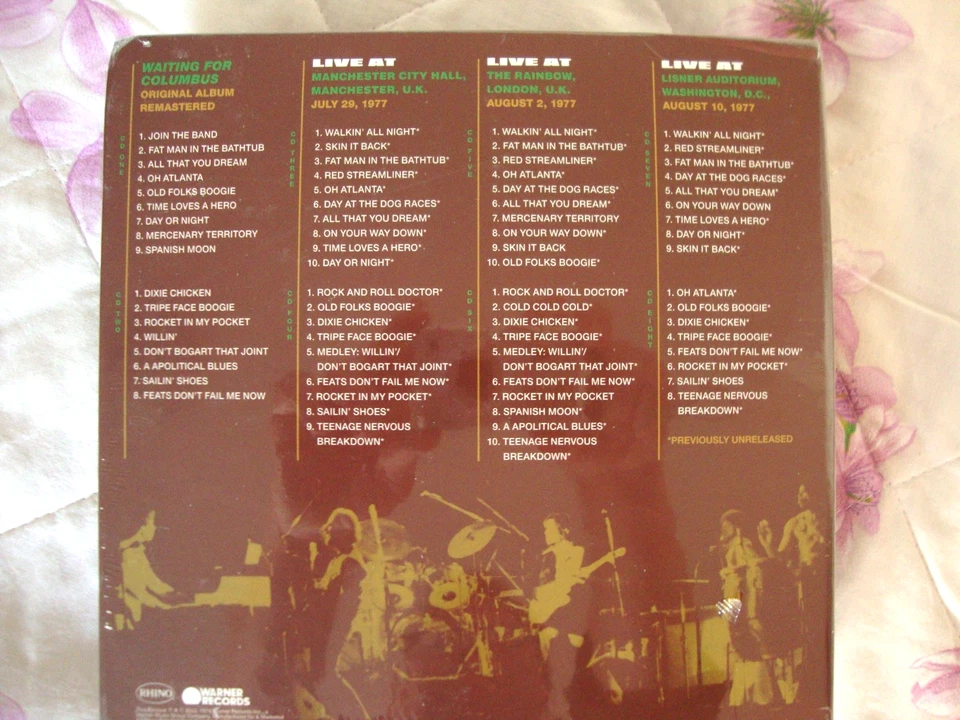 WAITING FOR
COLUMBUS
ORIGINAL ALBUM
REMASTERED
CD ONE
1. JOIN THE BAND
2. FAT MAN IN THE BATHTUB
3. ALL THAT YOU DREAM
4. OH ATLANTA
5. OLD FOLKS BOOGIE
6. TIME LOVES A HERO
7. DAY OR NIGHT
8. MERCENARY TERRITORY
9. SPANISH MOON
CD TWO
1. DIXIE CHICKEN
2. TRIPE FACE BOOGIE
3. ROCKET IN MY POCKET
4. WILLIN'
5. DON'T BOGART THAT JOINT
6. A APOLITICAL BLUES
7. SAILIN' SHOES
8. FEATS DON'T FAIL ME NOW
LIVE AT
MANCHESTER CITY HALL,
MANCHESTER, U.K.
JULY 29, 1977
CD THREE
1. WALKIN' ALL NIGHT*
2. SKIN IT BACK*
3. FAT MAN IN THE BATHTUB*
4. RED STREAMLINER*
5. OH ATLANTA*
6. DAY AT THE DOG RACES*
7. ALL THAT YOU DREAM*
8. ON YOUR WAY DOWN*
9. TIME LOVES A HERO*
10. DAY OR NIGHT*
CD FOUR
1. ROCK AND ROLL DOCTOR*
2. OLD FOLKS BOOGIE*
3. DIXIE CHICKEN*
4. TRIPE FACE BOOGIE*
5. MEDLEY: WILLIN'/
DON'T BOGART THAT JOINT*
6. FEATS DON'T FAIL ME NOW*
7. ROCKET IN MY POCKET*
8. SAILIN' SHOES*
9. TEENAGE NERVOUS
BREAKDOWN*
LIVE AT
THE RAINBOW,
LONDON, U.K.
AUGUST 2, 1977
CD FIVE
1. WALKIN' ALL NIGHT*
2. FAT MAN IN THE BATHTUB*
3. RED STREAMLINER*
4. OH ATLANTA*
5. DAY AT THE DOG RACES*
6. ALL THAT YOU DREAM*
7. MERCENARY TERRITORY
8. ON YOUR WAY DOWN*
9. SKIN IT BACK
10. OLD FOLKS BOOGIE*
CD SIX
1. ROCK AND ROLL DOCTOR*
2. COLD COLD COLD*
3. DIXIE CHICKEN*
4. TRIPE FACE BOOGIE*
5. MEDLEY: WILLIN'/
DON'T BOGART THAT JOINT*
6. FEATS DON'T FAIL ME NOW*
7. ROCKET IN MY POCKET
8. SPANISH MOON*
9. A APOLITICAL BLUES*
10. TEENAGE NERVOUS
BREAKDOWN*
LIVE AT
LISNER AUDITORIUM,
WASHINGTON, D.C.,
AUGUST 10, 1977
CD SEVEN
1. WALKIN' ALL NIGHT*
2. RED STREAMLINER*
3. FAT MAN IN THE BATHTUB*
4. DAY AT THE DOG RACES*
5. ALL THAT YOU DREAM*
6. ON YOUR WAY DOWN
7. TIME LOVES A HERO*
8. DAY OR NIGHT*
9. SKIN IT BACK*
CD EIGHT
1. OH ATLANTA*
2. OLD FOLKS BOOGIE*
3. DIXIE CHICKEN*
4. TRIPE FACE BOOGIE*
5. FEATS DON'T FAIL ME NOW*
6. ROCKET IN MY POCKET*
7. SAILIN' SHOES
8. TEENAGE NERVOUS
BREAKDOWN*
*PREVIOUSLY UNRELEASED
RHINO
WARNER
RECORDS